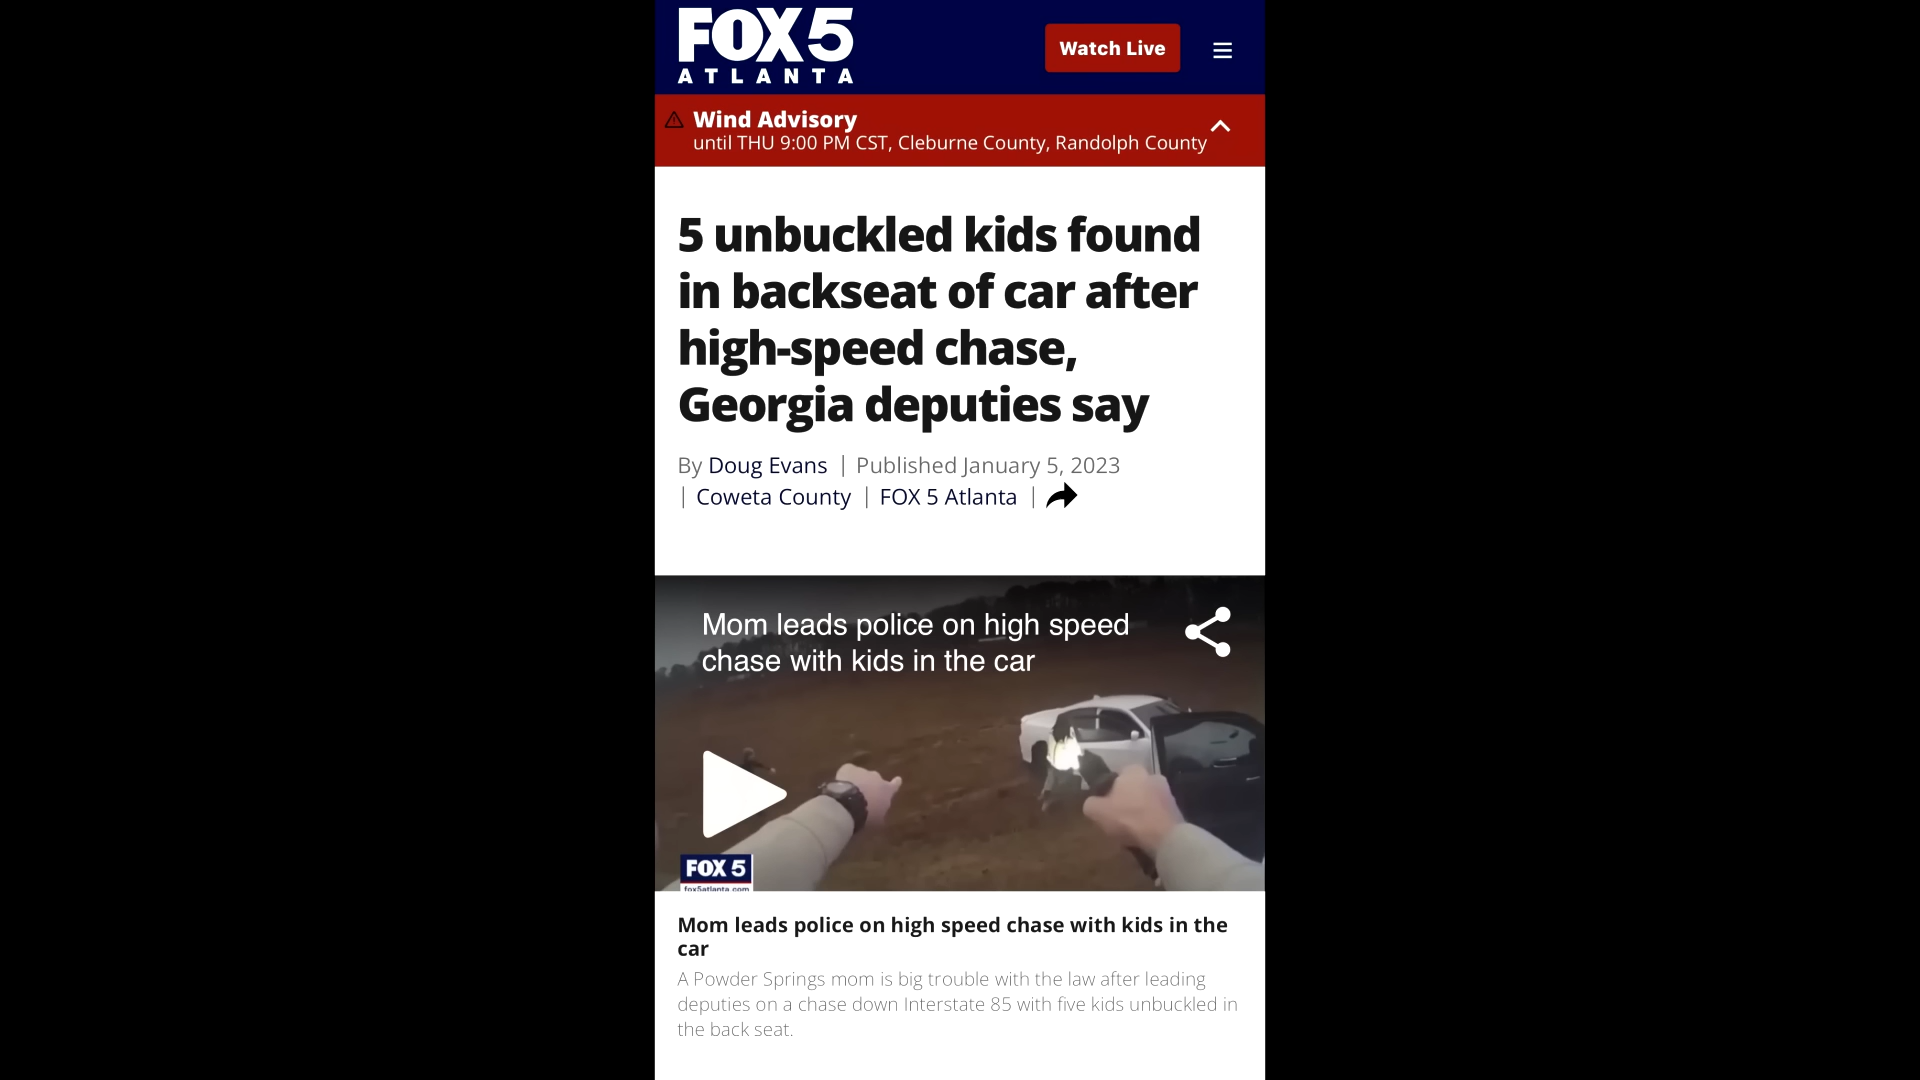 FOX 5
ATLANTA
Watch Live
Wind Advisory
until THU 9:00 PM CST, Cleburne County, Randolph County
5 unbuckled kids found
in backseat of car after
high-speed chase,
Georgia deputies say
By Doug Evans | Published January 5, 2023
| Coweta County | FOX 5 Atlanta |
Mom leads police on high speed
chase with kids in the car
FOX 5
fox5atlanta.com
Mom leads police on high speed chase with kids in the
car
A Powder Springs mom is big trouble with the law after leading
deputies on a chase down Interstate 85 with five kids unbuckled in
the back seat.